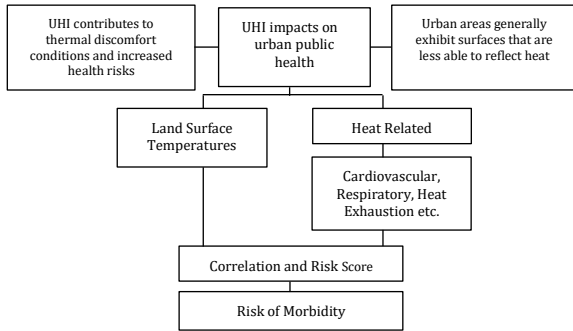 UHI contributes to
thermal discomfort
conditions and increased
health risks
UHI impacts on
urban public
health
Urban areas generally
exhibit surfaces that are
less able to reflect heat
Land Surface
Temperatures
Heat Related
Cardiovascular,
Respiratory, Heat
Exhaustion etc.
Correlation and Risk Score
Risk of Morbidity